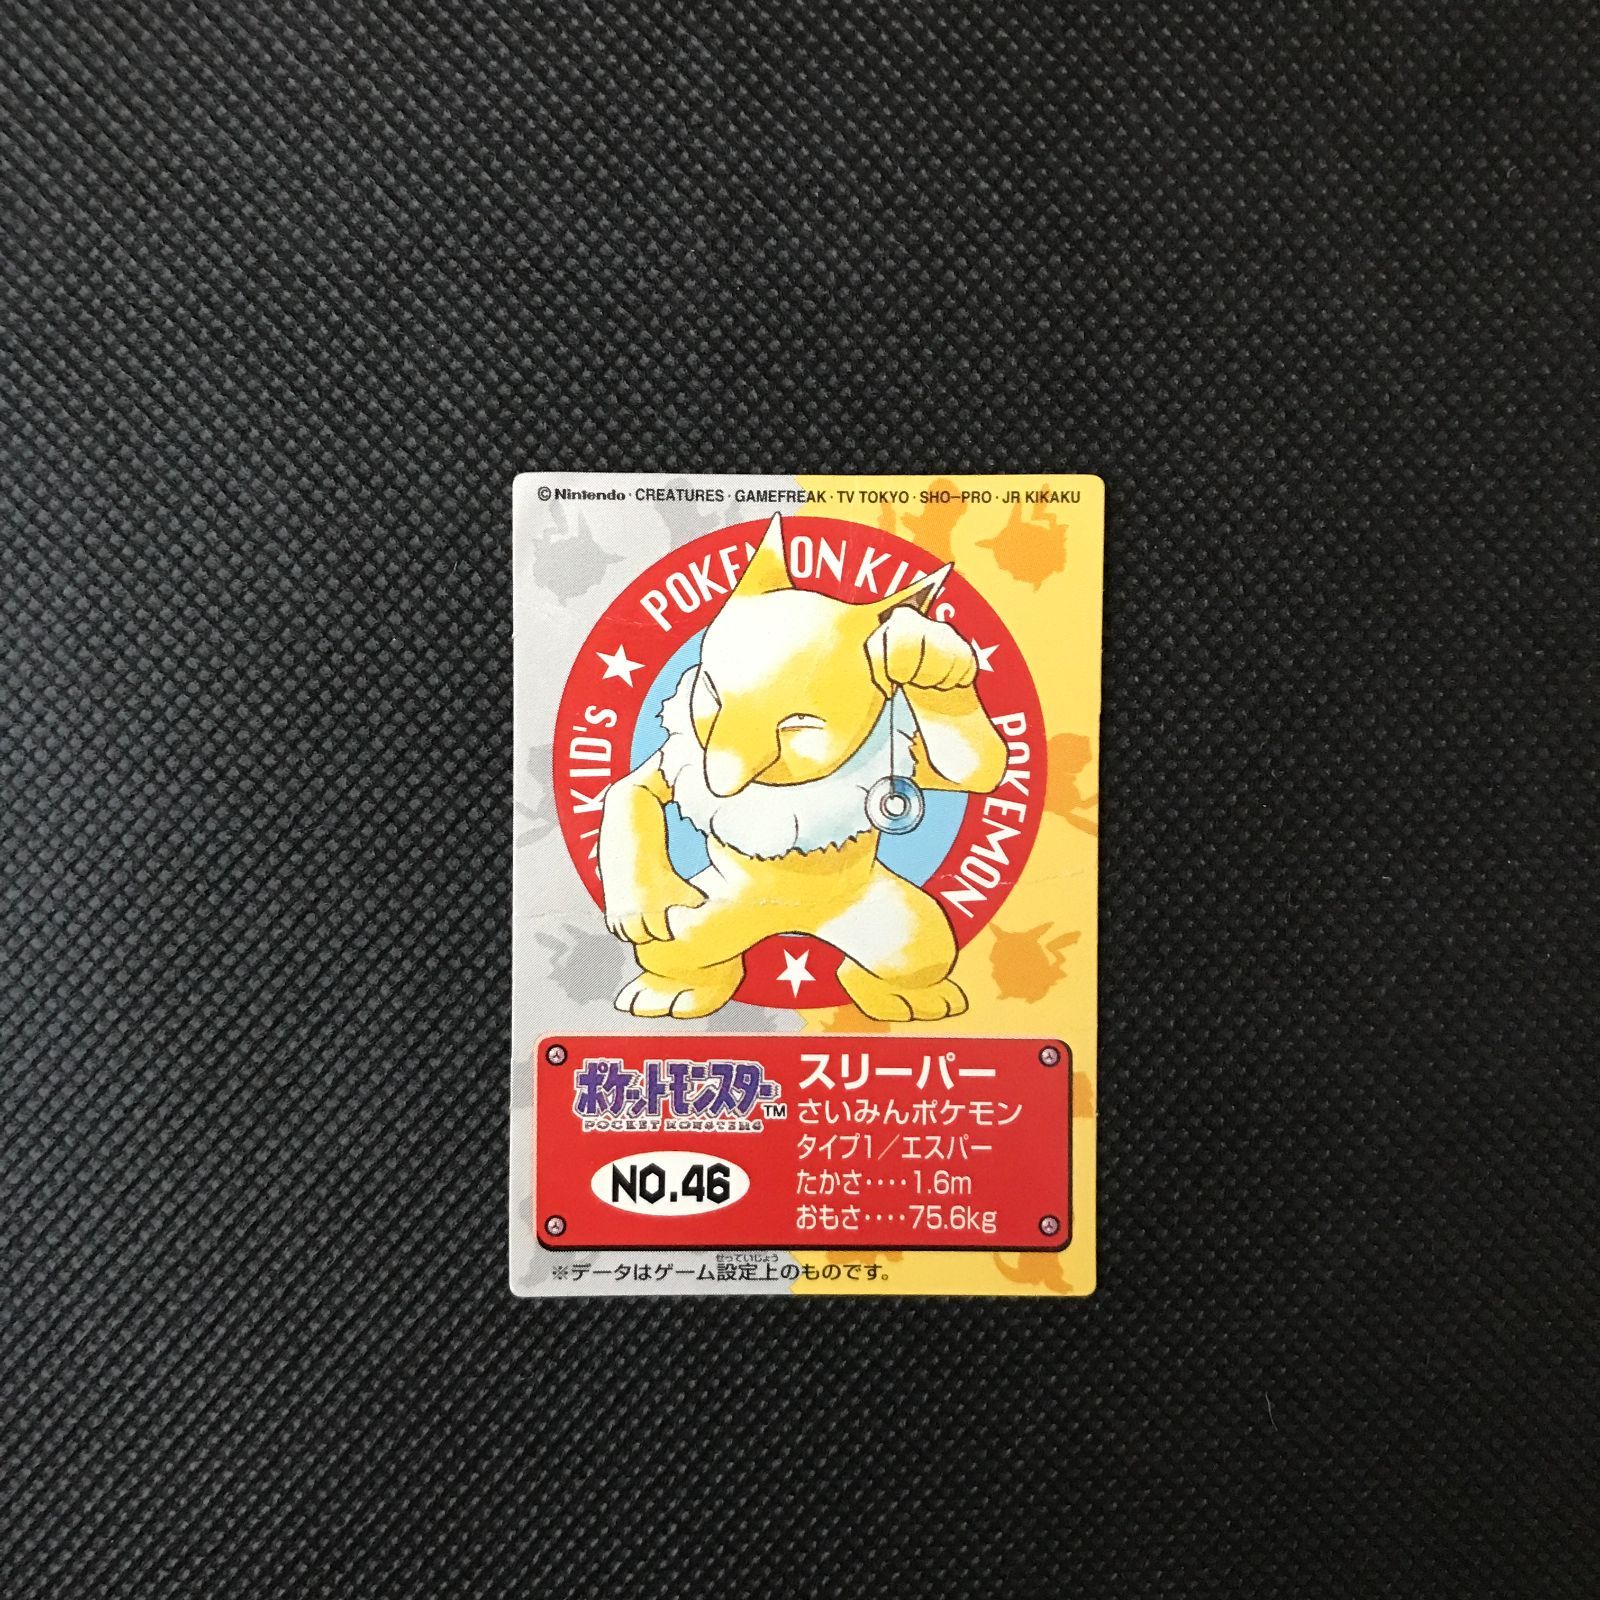 ©Nintendo・CREATURES・GAMEFREAK・TV TOKYO・SHO-PRO・JR KIKAKU
POKEMON KID's
POKEMON
ON KID's
ポケットモンスター™
POCKET MONSTERS
NO.46
スリーパー
さいみんポケモン
タイプ1／エスパー
たかさ‥‥1.6m
おもさ‥‥75.6kg
せっていじょう
※データはゲーム設定上のものです。